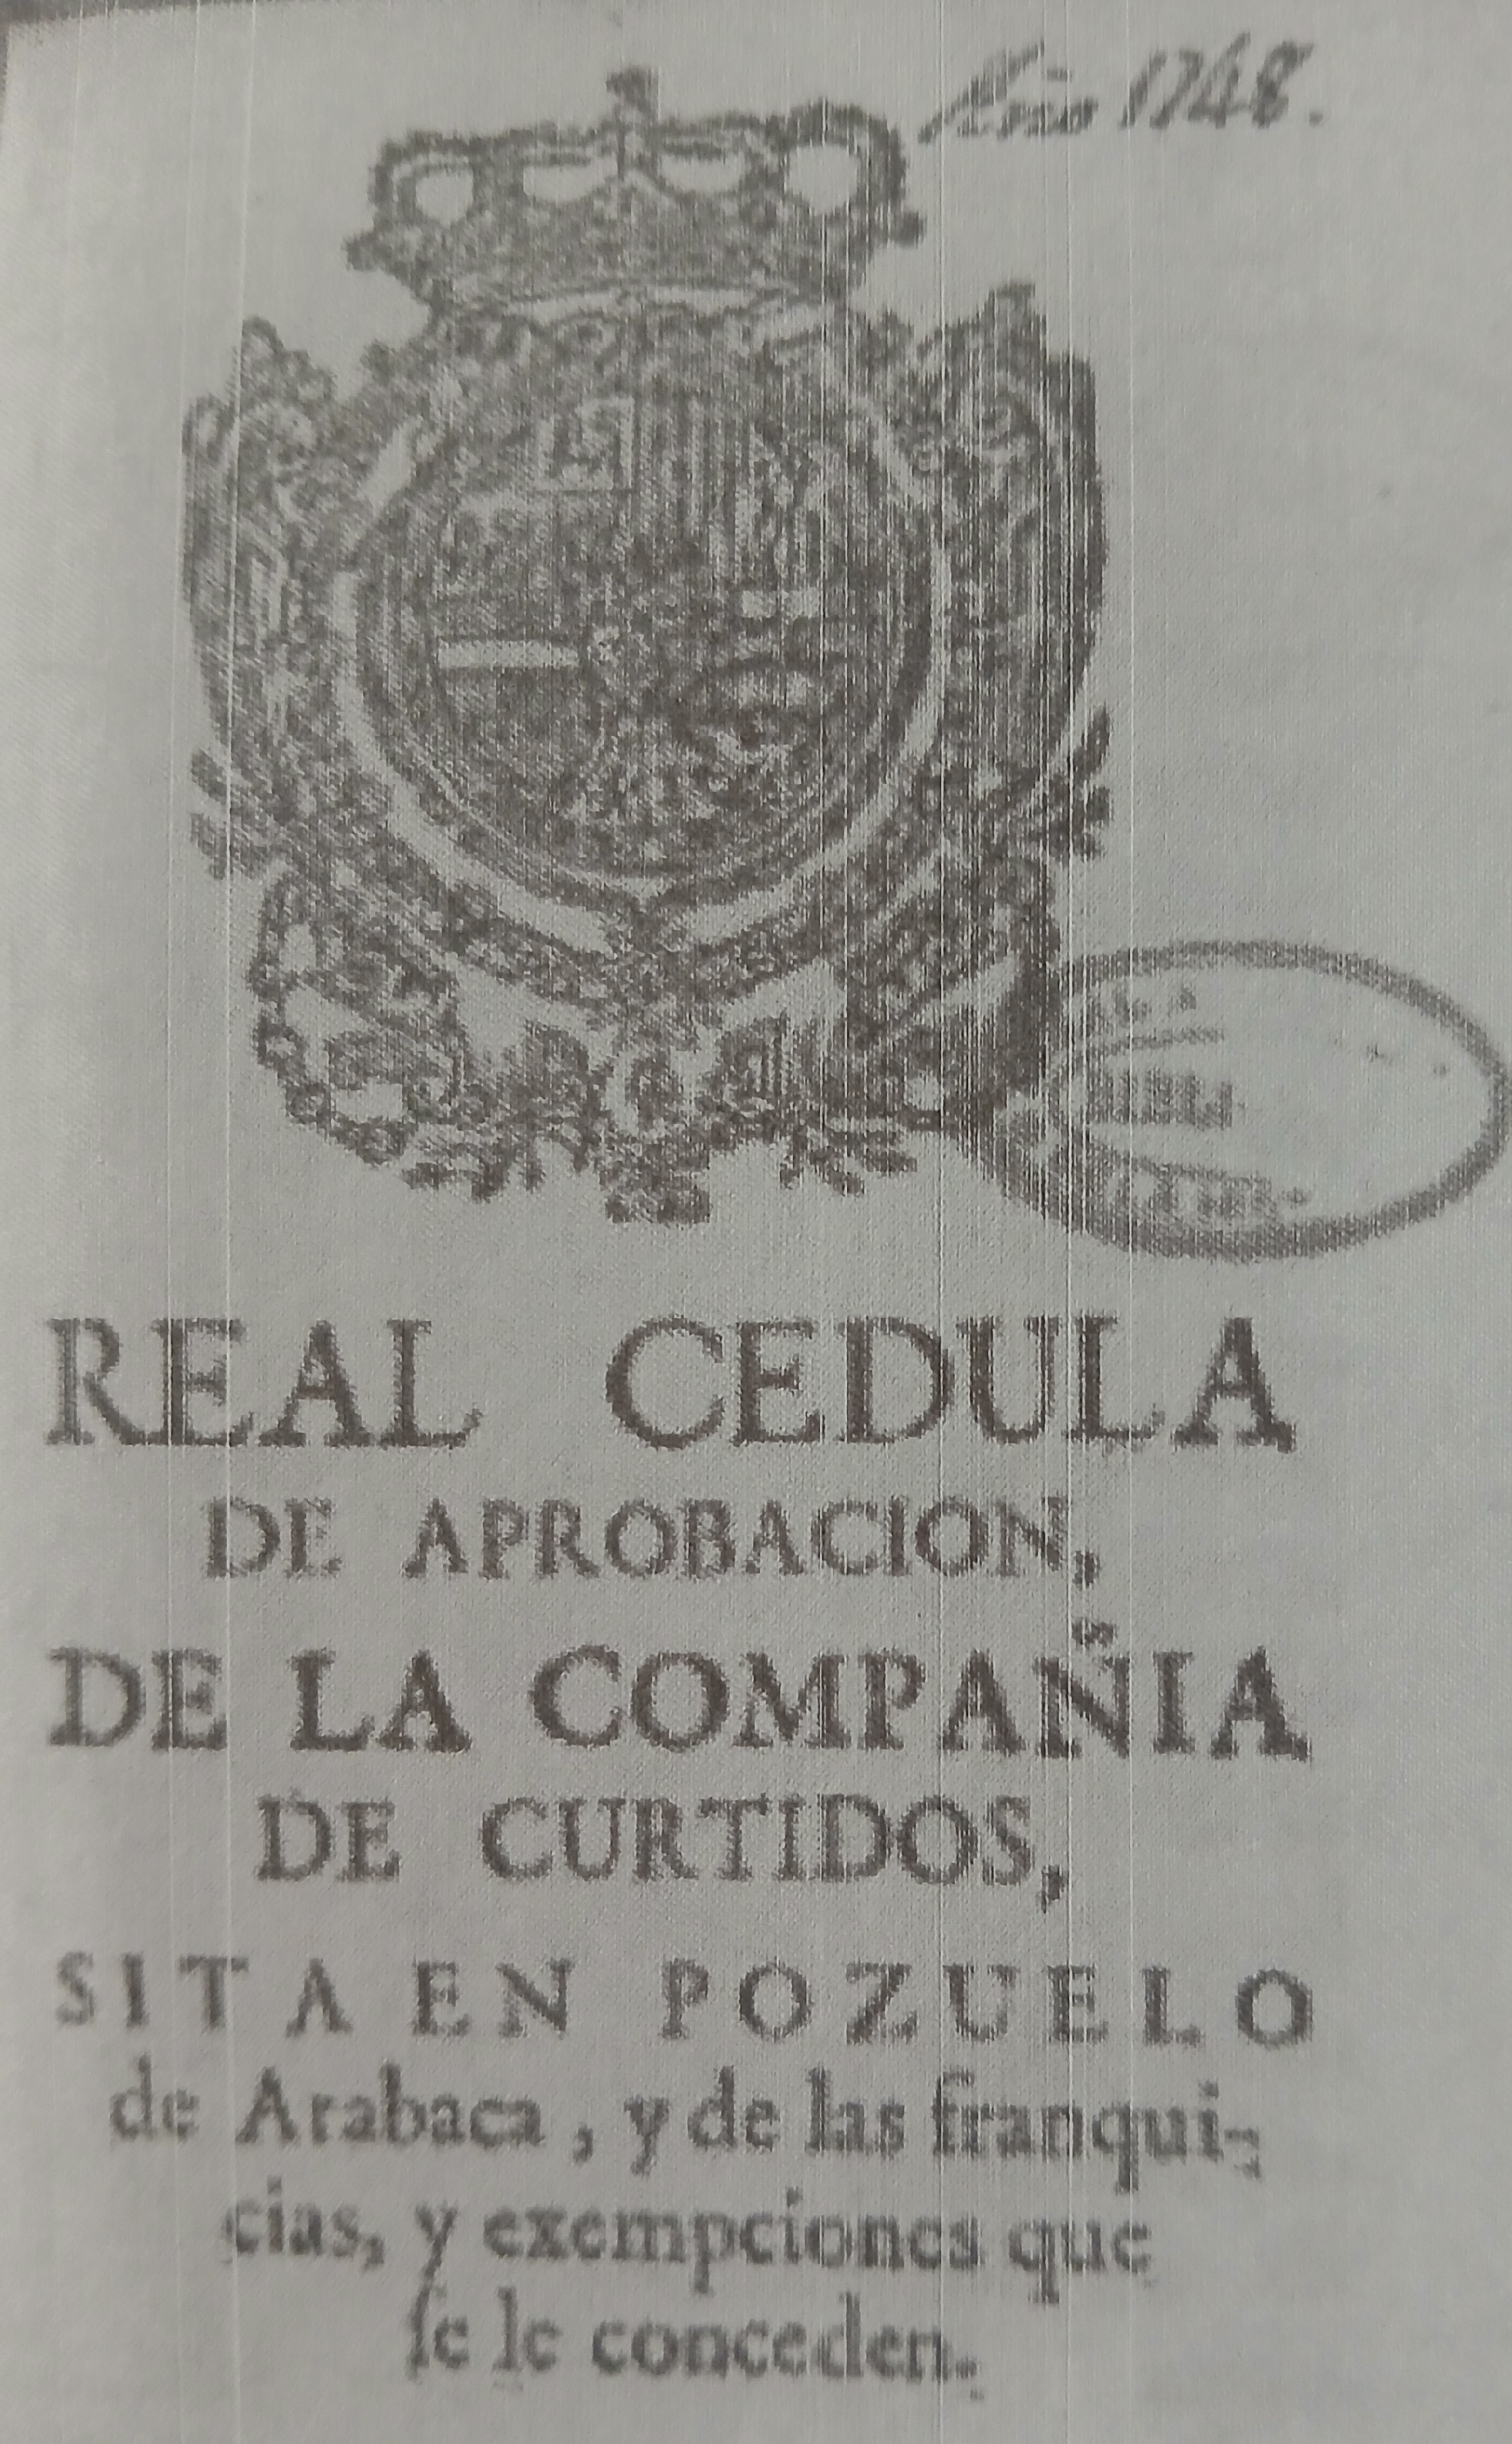 Año 1748.
REAL CEDULA
DE APROBACION,
DE LA COMPAÑIA
DE CURTIDOS,
SITA EN POZUELO
de Arabaca, y de las franqui-
cias, y exempciones que
ſe le conceden.